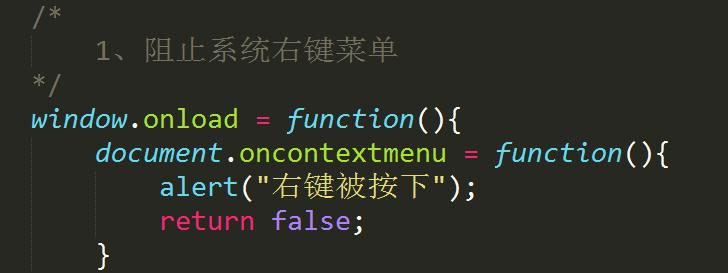 /*
    1、阻止系统右键菜单
*/
window.onload = function(){
    document.oncontextmenu = function(){
        alert("右键被按下");
        return false;
    }